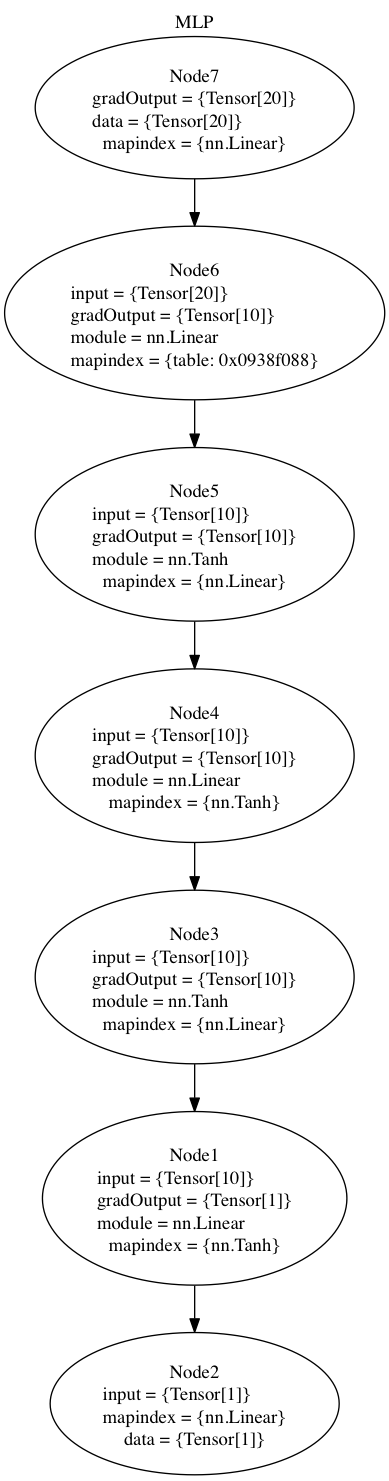 MLP
Node7
gradOutput = {Tensor[20]}
data = {Tensor[20]}
mapindex = {nn.Linear}
Node6
input = {Tensor[20]}
gradOutput = {Tensor[10]}
module = nn.Linear
mapindex = {table: 0x0938f088}
Node5
input = {Tensor[10]}
gradOutput = {Tensor[10]}
module = nn.Tanh
mapindex = {nn.Linear}
Node4
input = {Tensor[10]}
gradOutput = {Tensor[10]}
module = nn.Linear
mapindex = {nn.Tanh}
Node3
input = {Tensor[10]}
gradOutput = {Tensor[10]}
module = nn.Tanh
mapindex = {nn.Linear}
Node1
input = {Tensor[10]}
gradOutput = {Tensor[1]}
module = nn.Linear
mapindex = {nn.Tanh}
Node2
input = {Tensor[1]}
mapindex = {nn.Linear}
data = {Tensor[1]}